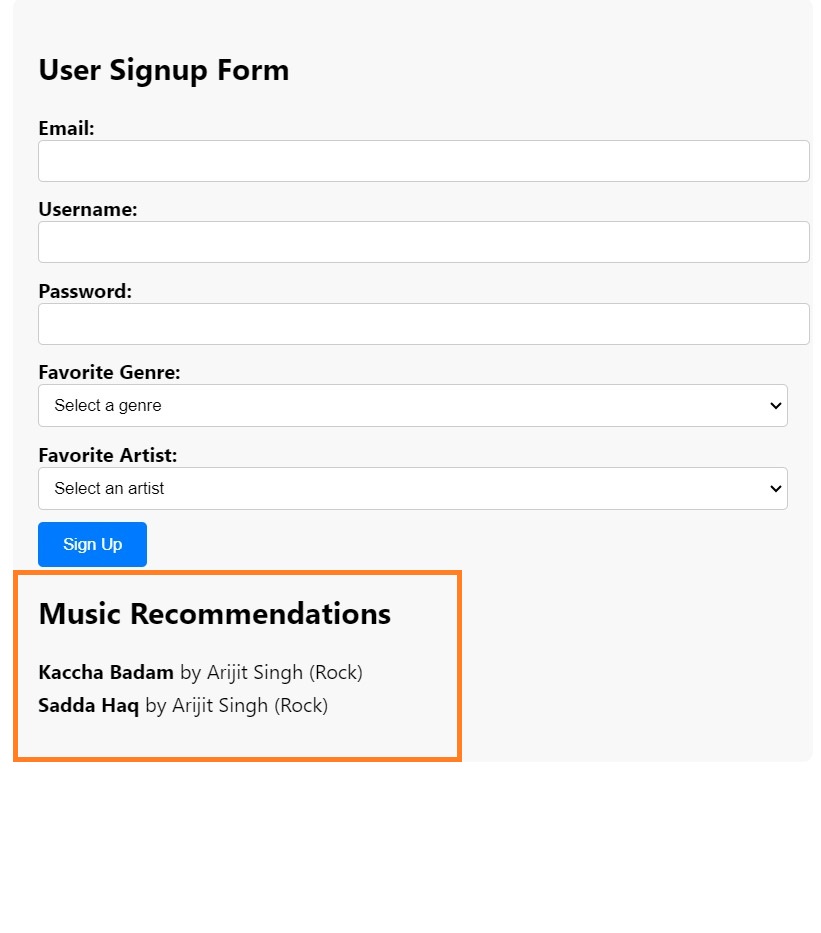 User Signup Form
Email:
Username:
Password:
Favorite Genre:
Select a genre
Favorite Artist:
Select an artist
Sign Up
Music Recommendations
Kaccha Badam by Arijit Singh (Rock)
Sadda Haq by Arijit Singh (Rock)